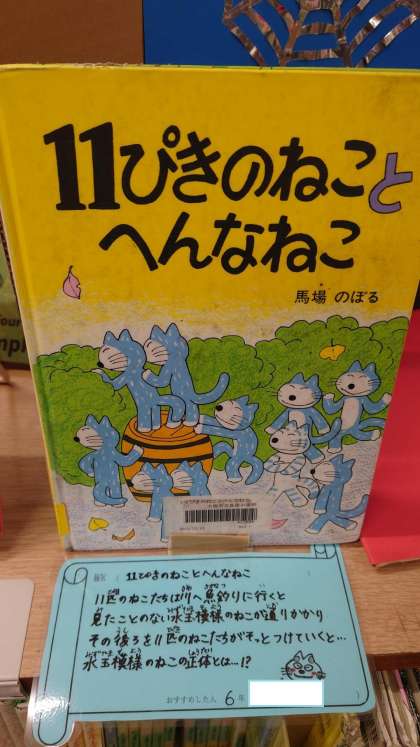 11ぴきのねこと
へんなねこ
馬場 のぼる
11ぴきのねことへんなねこ
11匹のねこたちは川へ魚釣りに行くと
見たことのない水玉模様のねこが通りかかり
その後ろを11匹のねこたちがそっとつけていくと…
水玉模様のねこの正体とは…!?
おすすめした人 6年